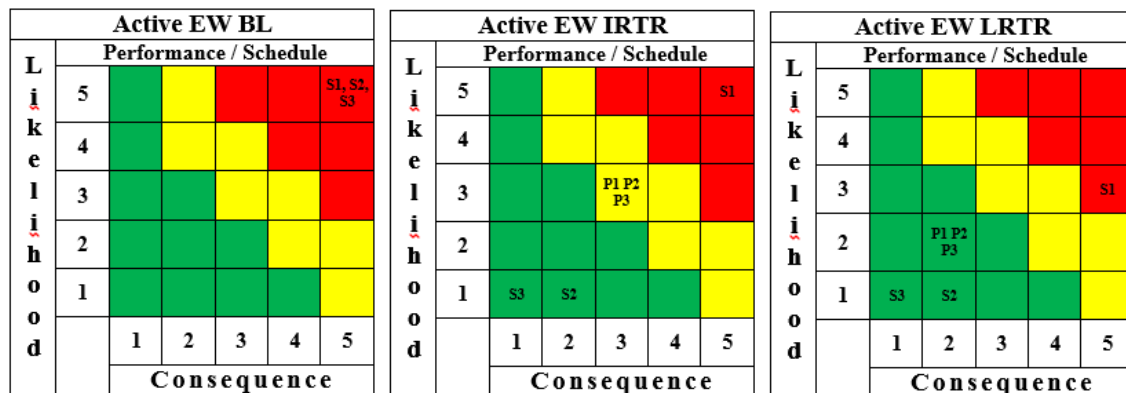 Active EW BL
Performance / Schedule
Likelihood
5
S1, S2,
S3
4
3
2
1
1 2 3 4 5
Consequence
Active EW IRTR
Performance / Schedule
Likelihood
5 S1
4
3 P1 P2
P3
2
1 S3 S2
1 2 3 4 5
Consequence
Active EW LRTR
Performance / Schedule
Likelihood
5
4
3 S1
2 P1 P2
P3
1 S3 S2
1 2 3 4 5
Consequence